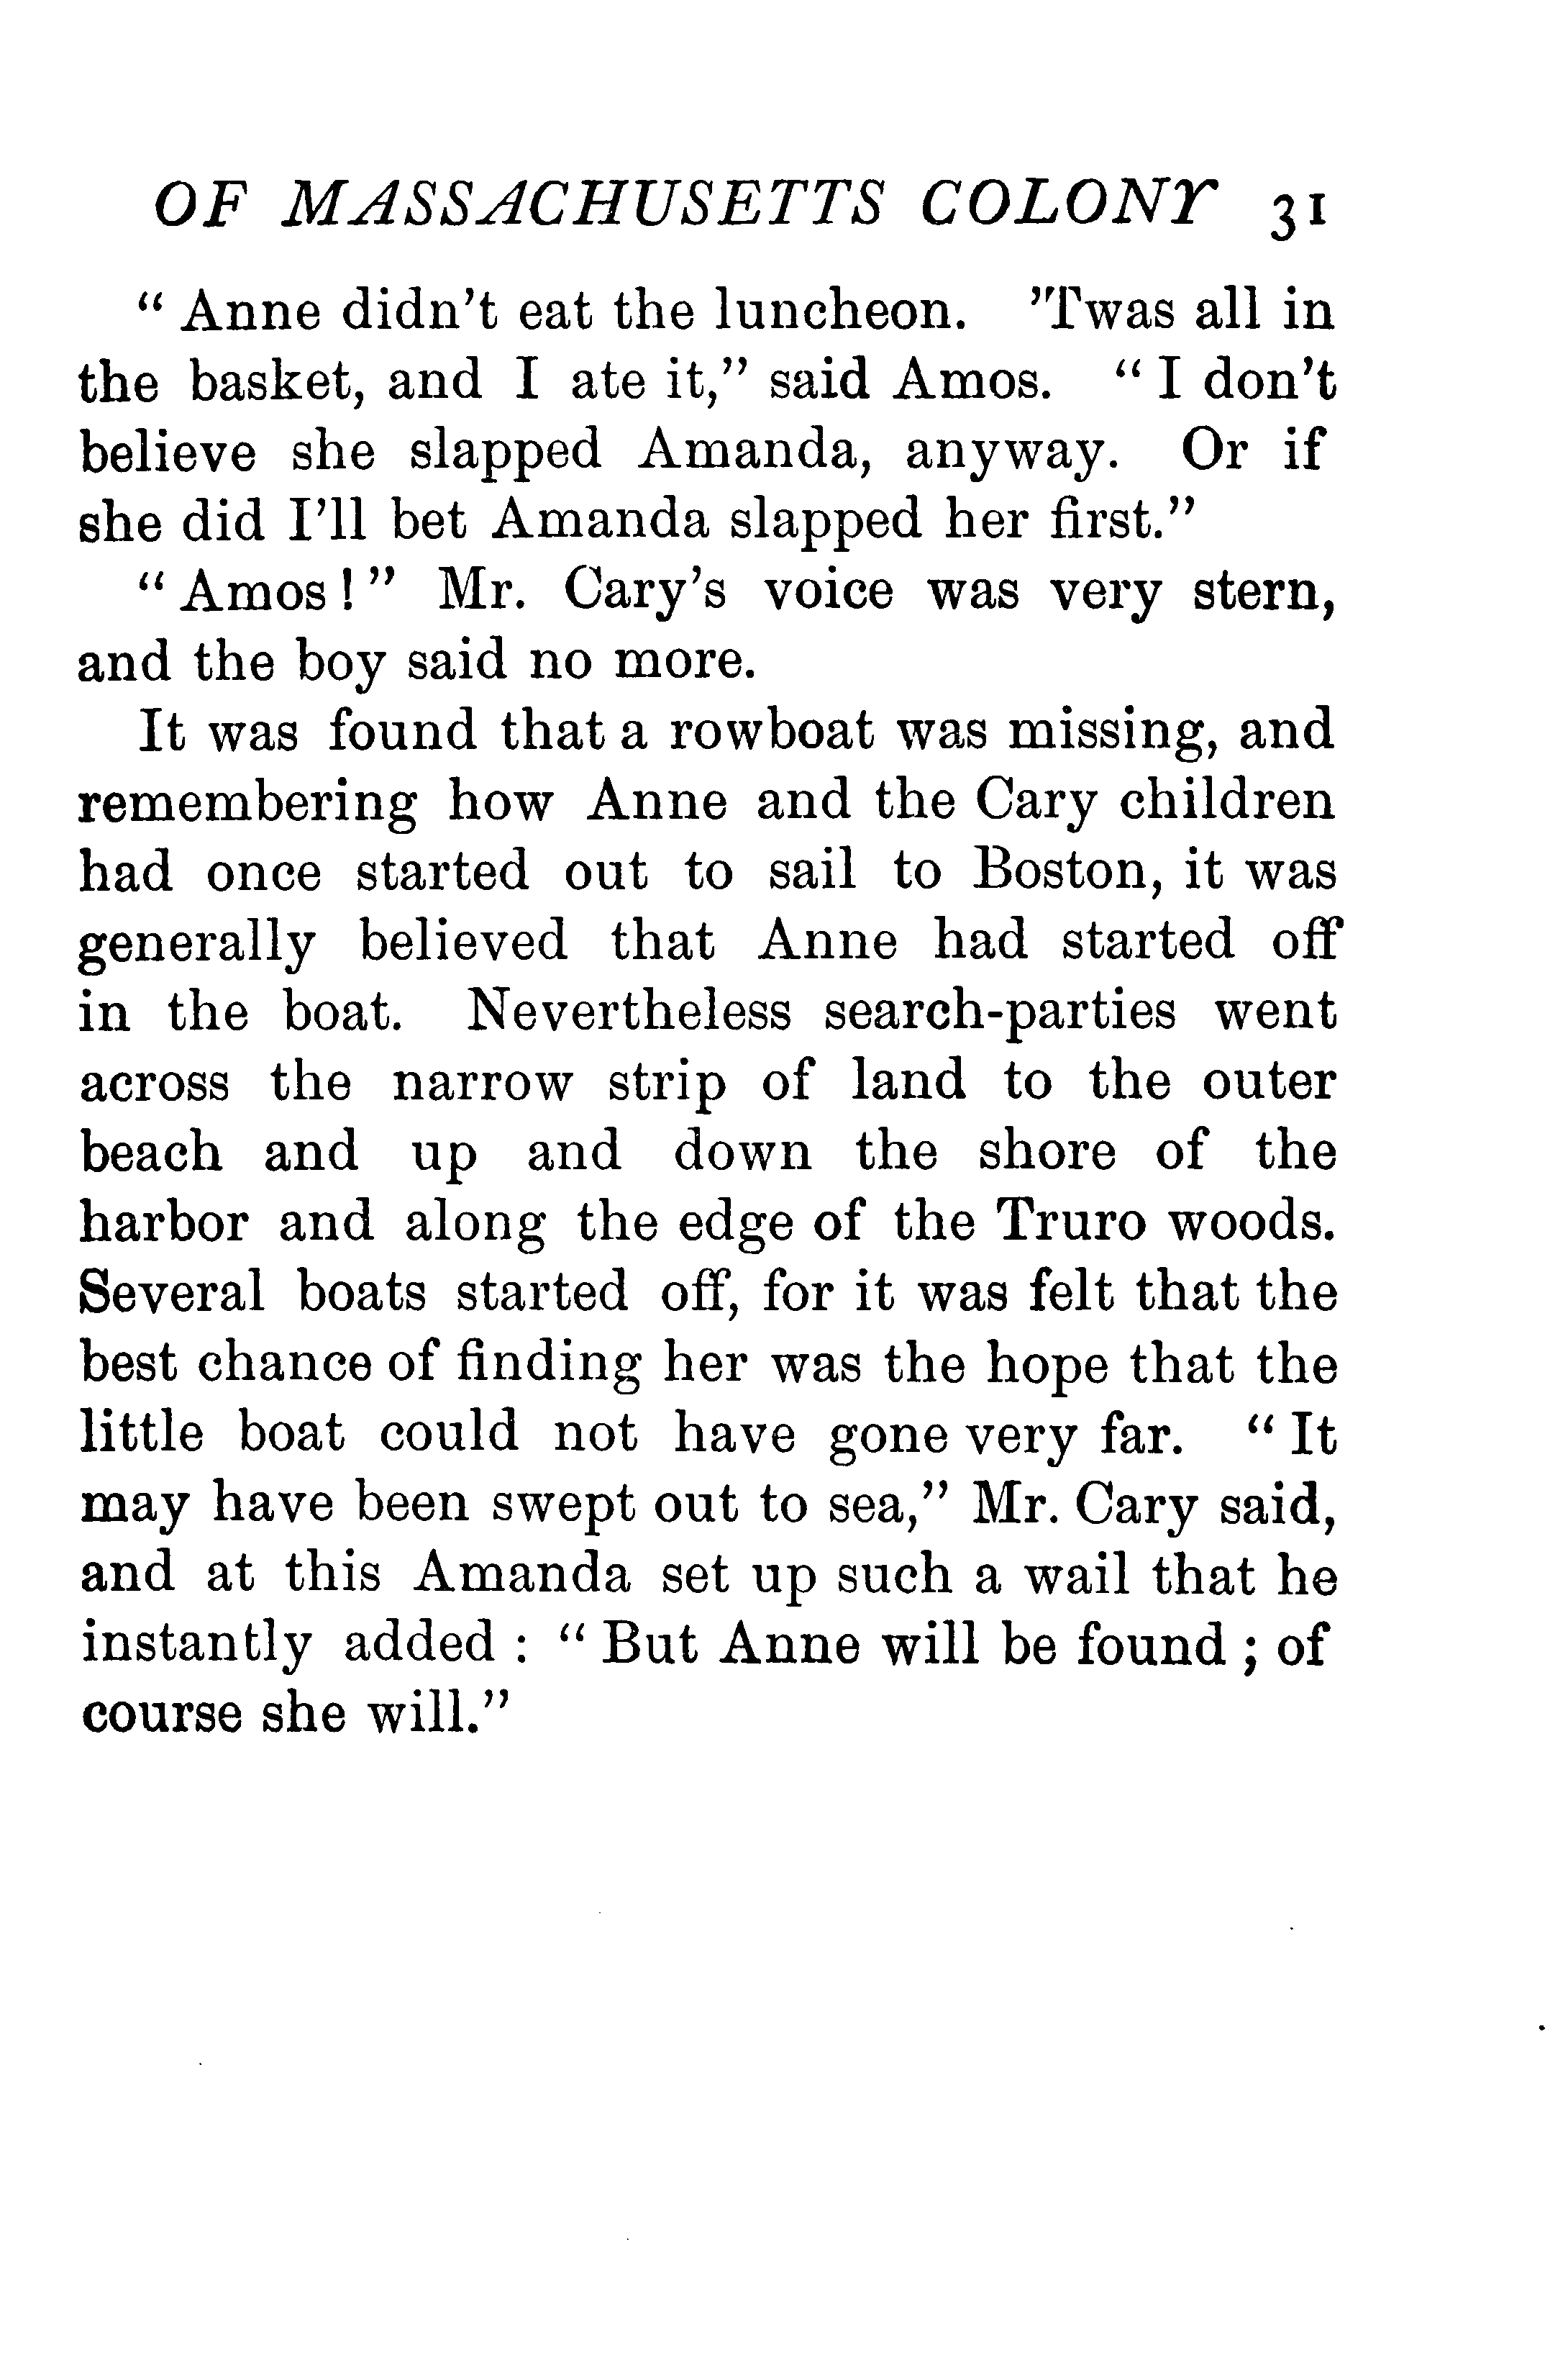 OF MASSACHUSETTS COLONY 31
“ Anne didn’t eat the luncheon. ’Twas all in
the basket, and I ate it,” said Amos. “ I don’t
believe she slapped Amanda, anyway. Or if
she did I’ll bet Amanda slapped her first.”
“ Amos ! ” Mr. Cary’s voice was very stern,
and the boy said no more.
It was found that a rowboat was missing, and
remembering how Anne and the Cary children
had once started out to sail to Boston, it was
generally believed that Anne had started off
in the boat. Nevertheless search-parties went
across the narrow strip of land to the outer
beach and up and down the shore of the
harbor and along the edge of the Truro woods.
Several boats started off, for it was felt that the
best chance of finding her was the hope that the
little boat could not have gone very far. “ It
may have been swept out to sea,” Mr. Cary said,
and at this Amanda set up such a wail that he
instantly added : “ But Anne will be found ; of
course she will.”